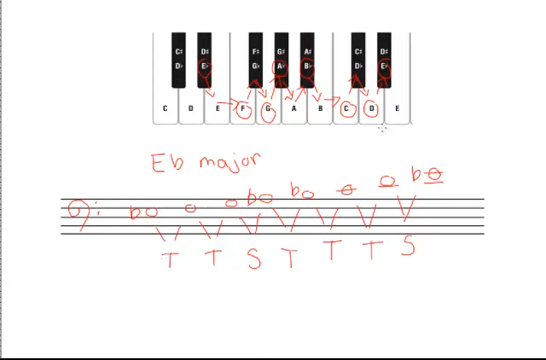 C♯ D♯ F♯ G♯ A♯ C♯ D♯
D♭ E♭ G♭ A♭ B♭ D♭ E♭
C D E F G A B C D E
Eb major
b b b b
T T S T T T S